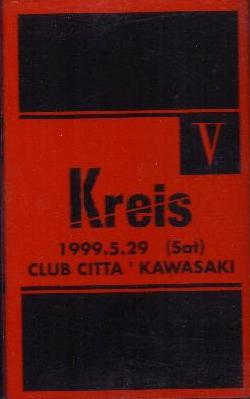 V
Kreis
1999.5.29 (Sat)
CLUB CITTA ' KAWASAKI